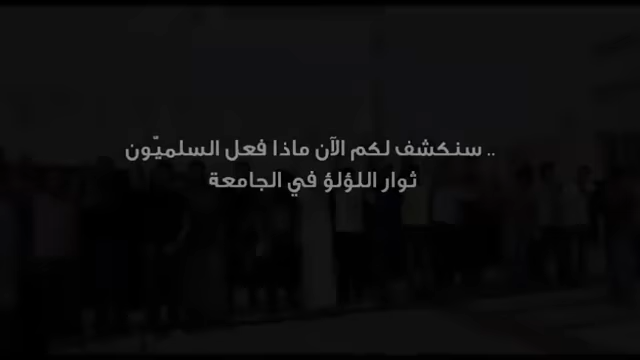 .. سنكشف لكم الآن ماذا فعل السلميّون
ثوار اللؤلؤ في الجامعة